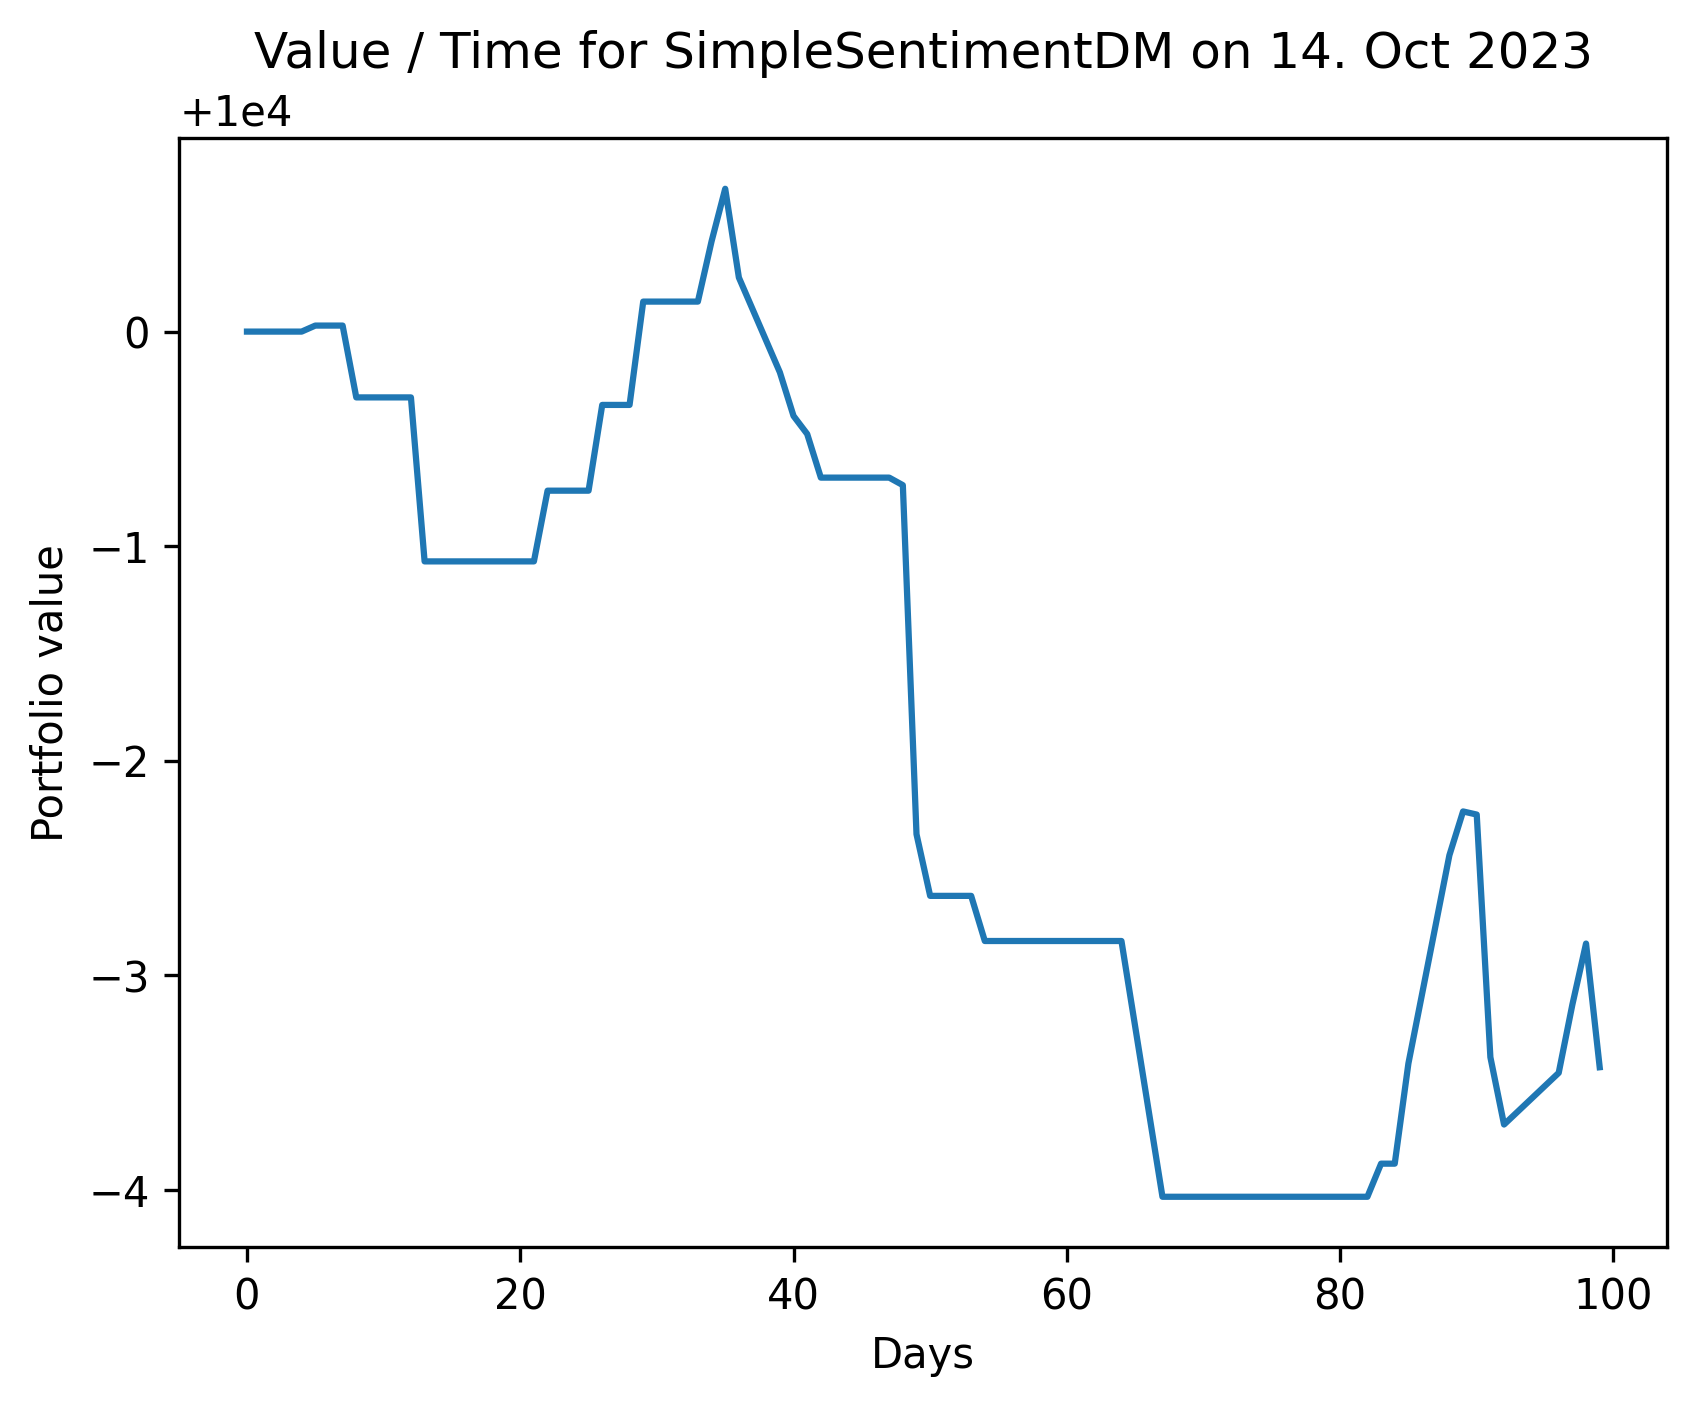 Value / Time for SimpleSentimentDM on 14. Oct 2023
+1e4
0
−1
−2
−3
−4
Portfolio value
0 20 40 60 80 100
Days